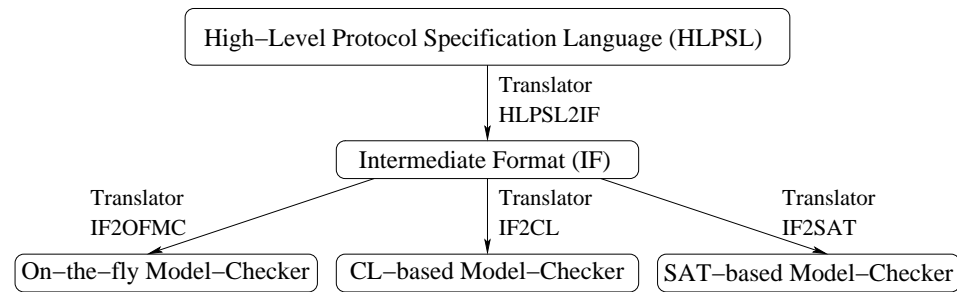 High–Level Protocol Specification Language (HLPSL)
Translator
HLPSL2IF
Intermediate Format (IF)
Translator
IF2OFMC
Translator
IF2CL
Translator
IF2SAT
On–the–fly Model–Checker
CL–based Model–Checker
SAT–based Model–Checker